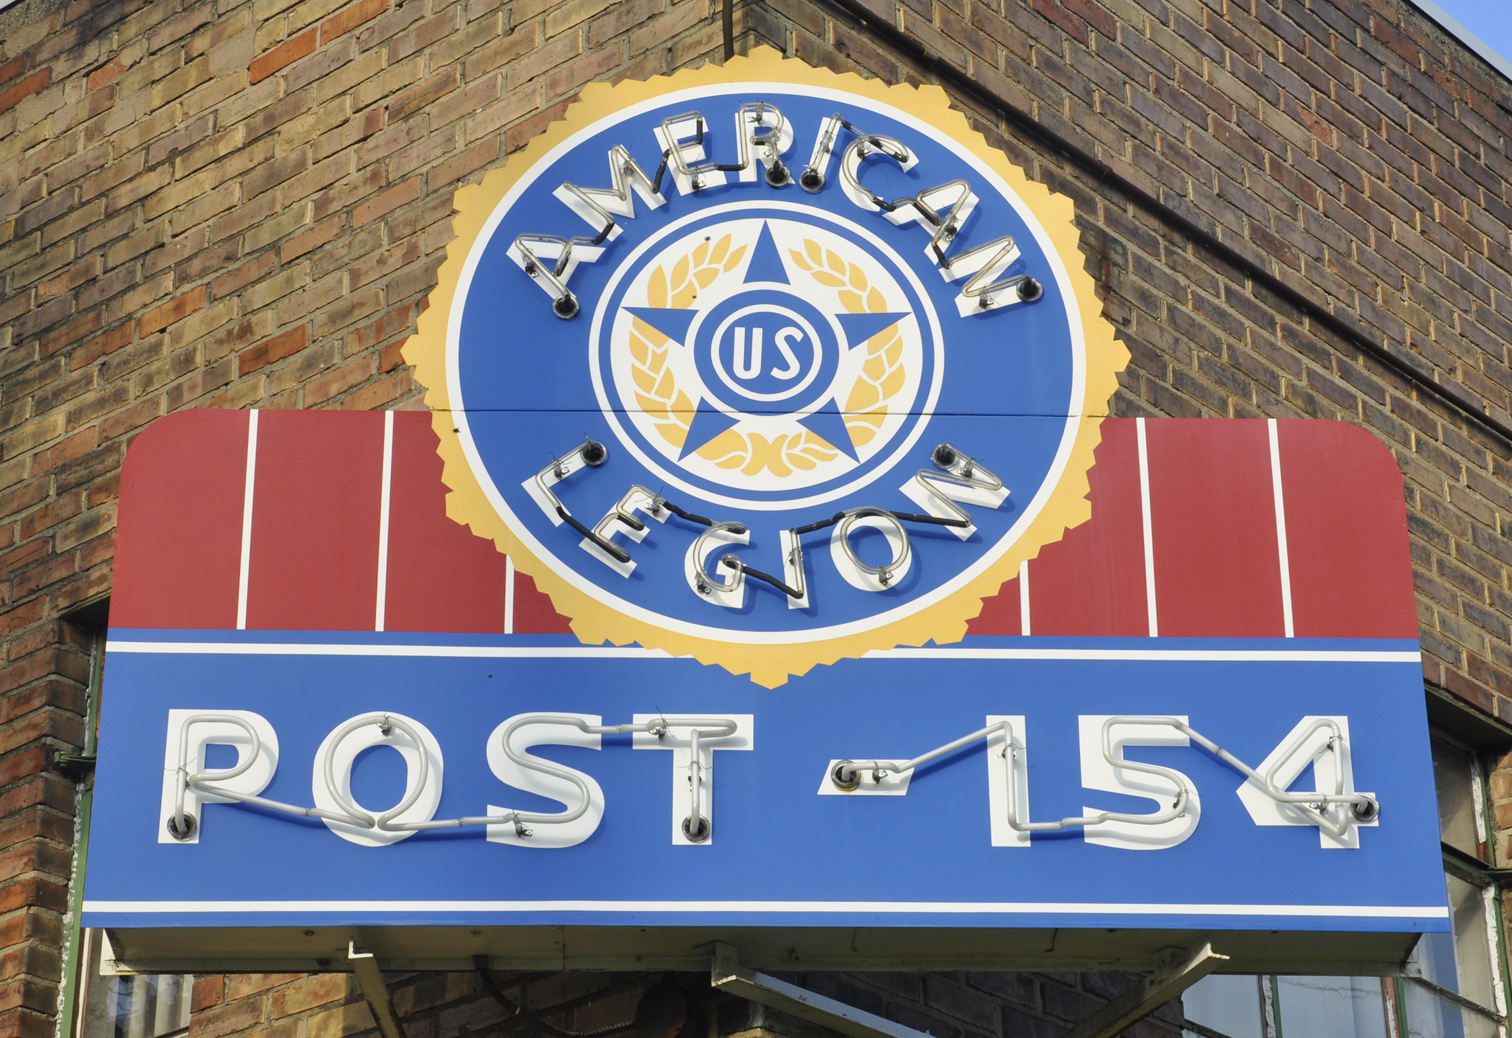 AMERICAN
US
LEGION
POST - 154